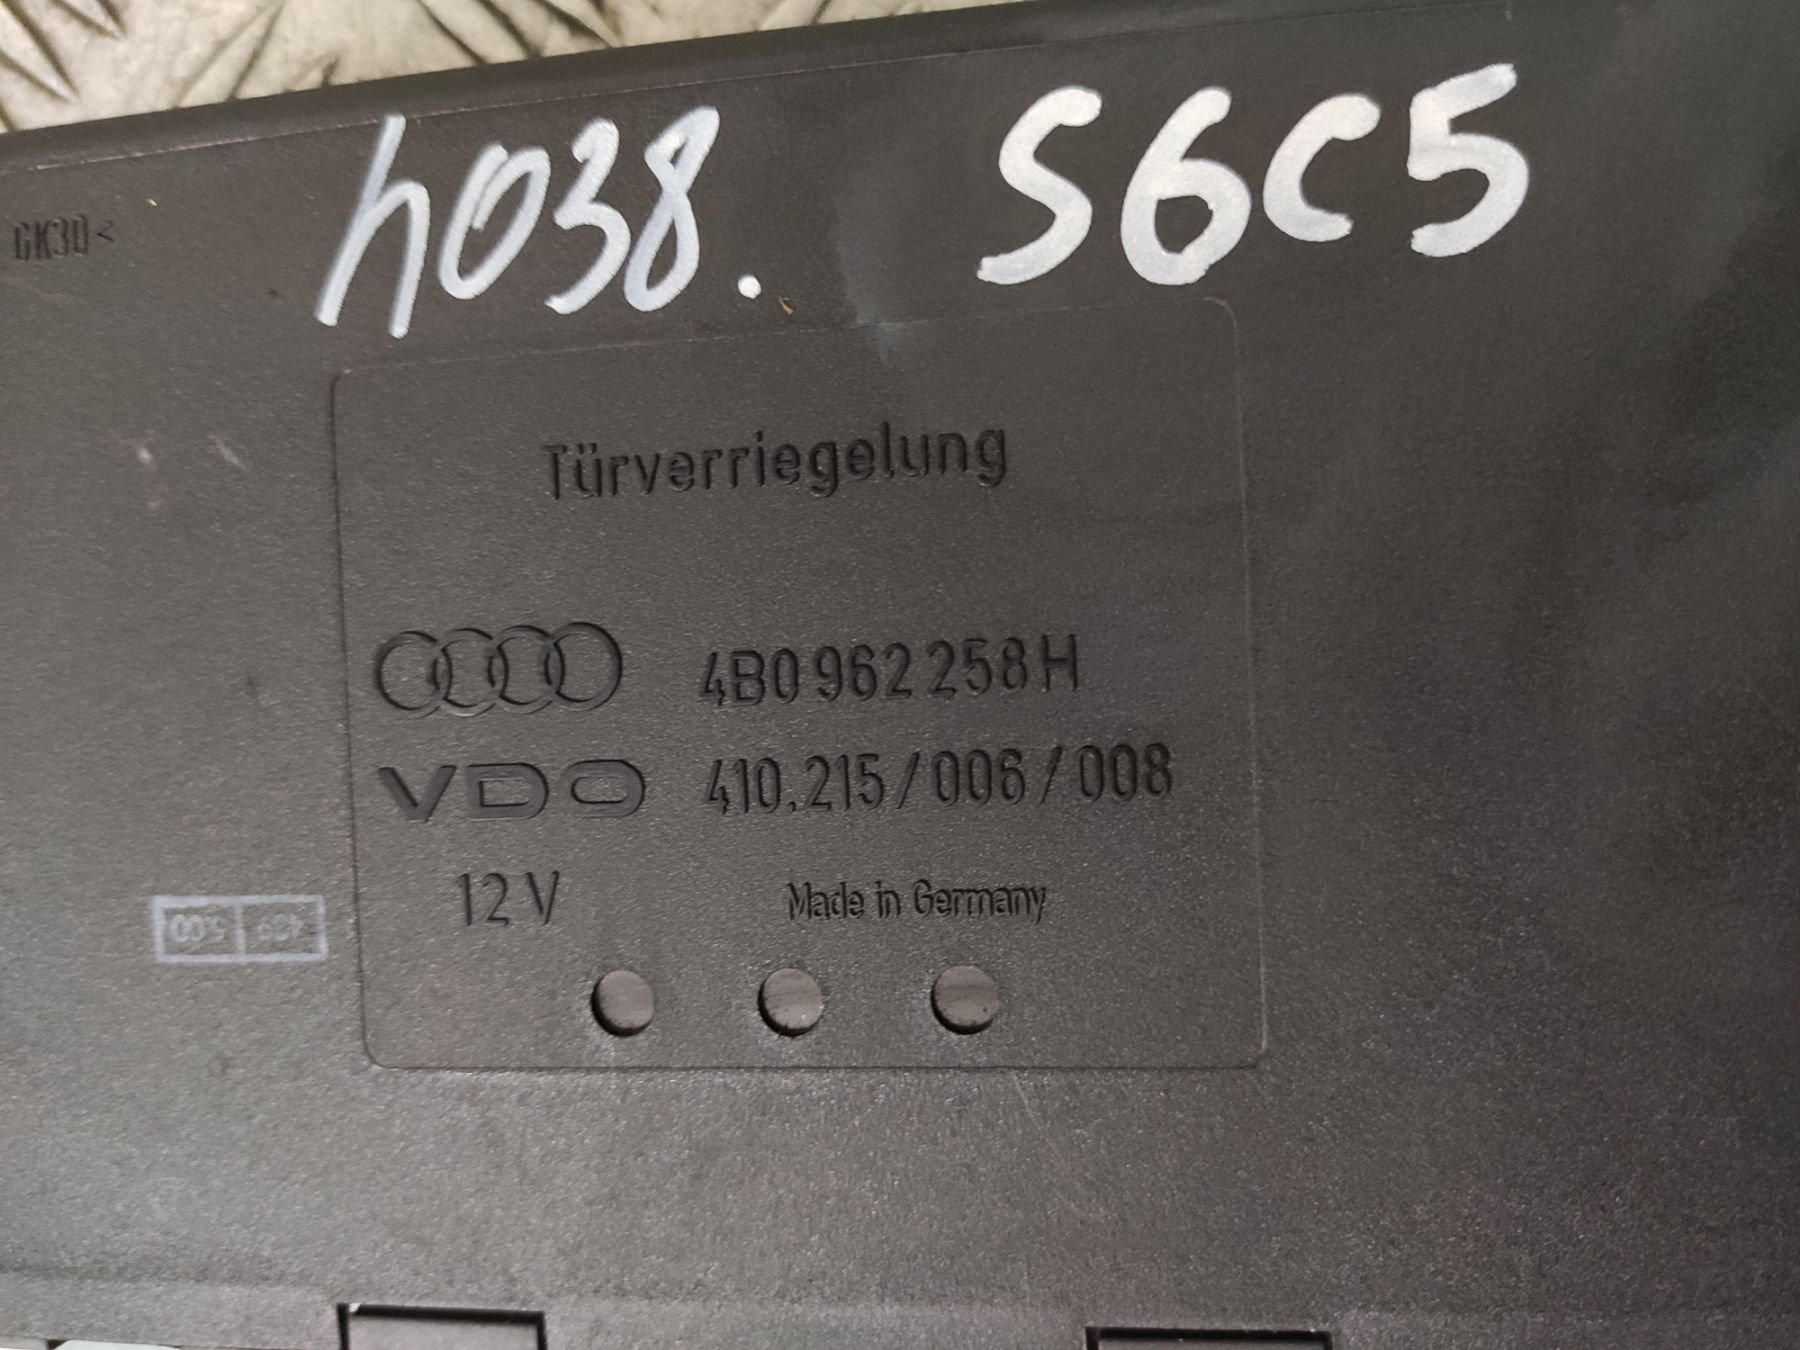 h038. S6C5
GK30<
Türverriegelung
4B0 962 258 H
VDO 410.215/006/008
12 V Made in Germany